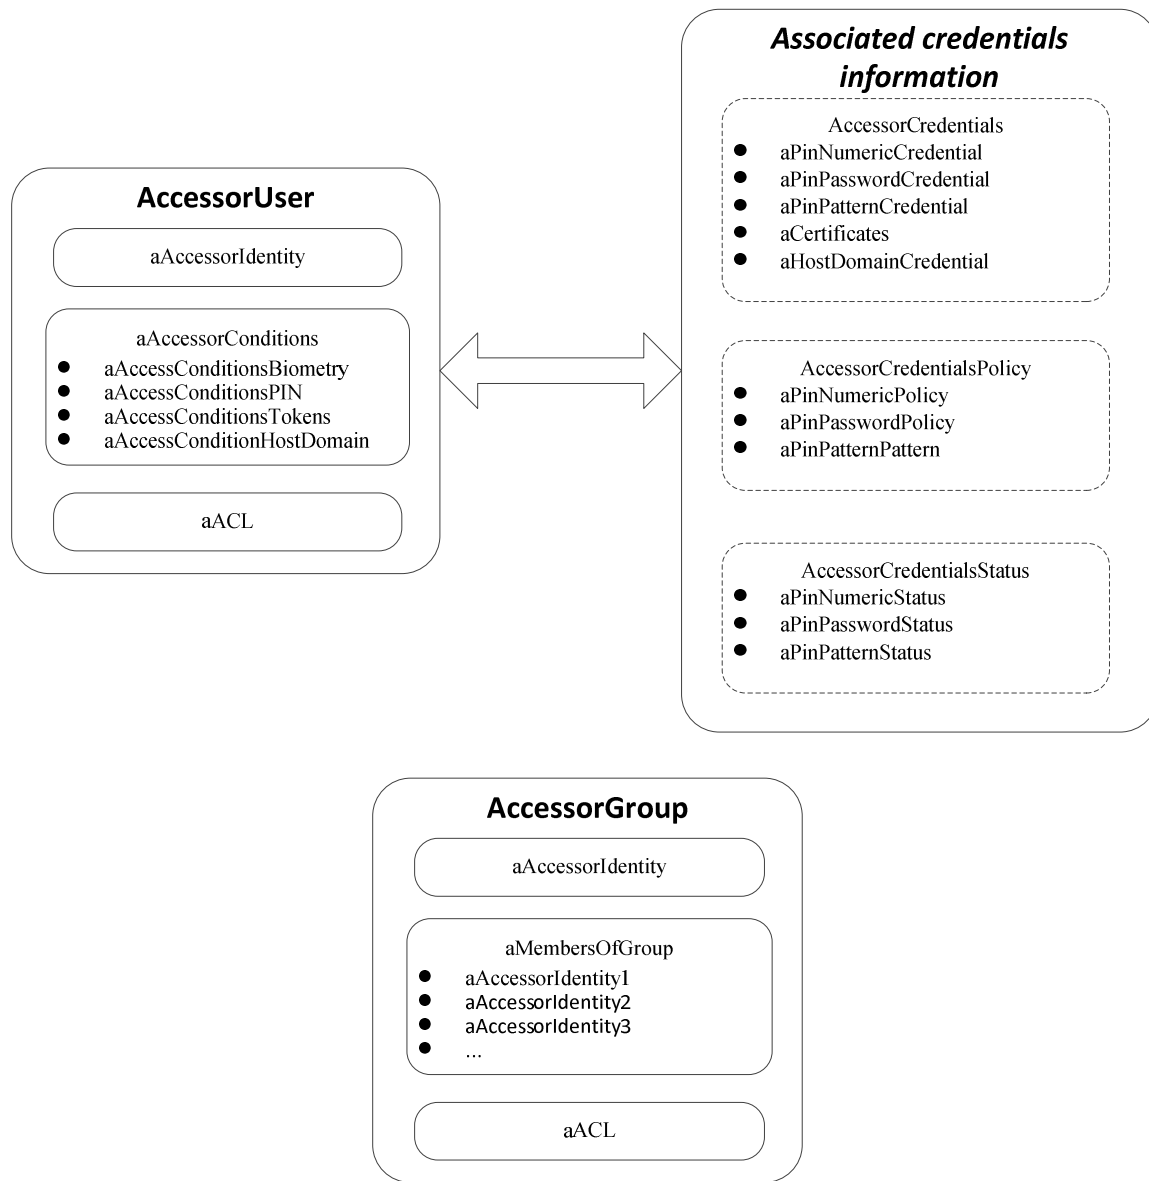 AccessorUser
aAccessorIdentity
aAccessorConditions
● aAccessConditionsBiometry
● aAccessConditionsPIN
● aAccessConditionsTokens
● aAccessConditionHostDomain
aACL
Associated credentials
information
AccessorCredentials
● aPinNumericCredential
● aPinPasswordCredential
● aPinPatternCredential
● aCertificates
● aHostDomainCredential
AccessorCredentialsPolicy
● aPinNumericPolicy
● aPinPasswordPolicy
● aPinPatternPattern
AccessorCredentialsStatus
● aPinNumericStatus
● aPinPasswordStatus
● aPinPatternStatus
AccessorGroup
aAccessorIdentity
aMembersOfGroup
● aAccessorIdentity1
● aAccessorIdentity2
● aAccessorIdentity3
● ...
aACL